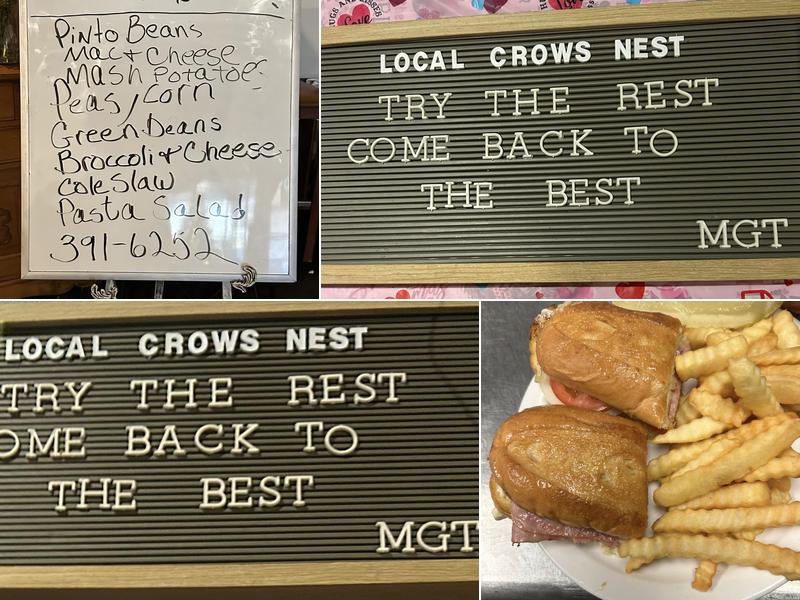 Pinto Beans
Mac & Cheese
Mash Potatoes
Peas/Corn
Green beans
Broccoli & Cheese
Cole Slaw
Pasta Salad
391-6252
LOCAL CROWS NEST
TRY THE REST
COME BACK TO
THE BEST
MGT
LOCAL CROWS NEST
TRY THE REST
OME BACK TO
THE BEST
MGT